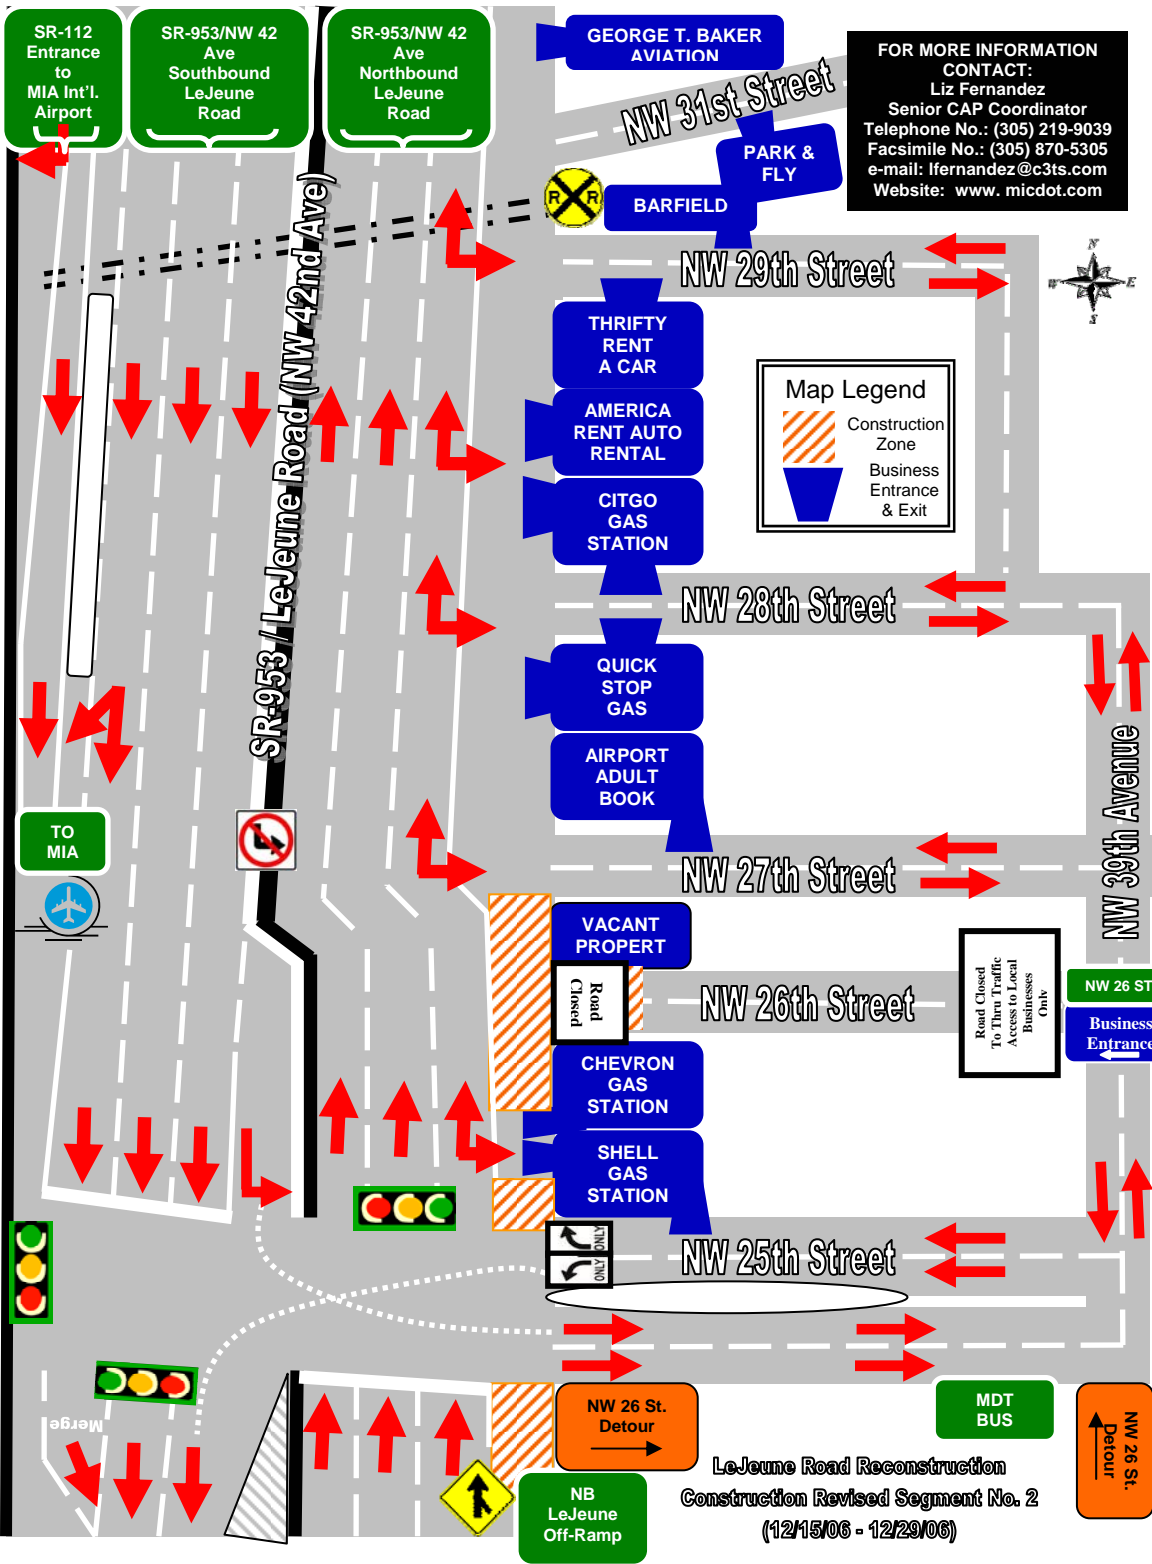 SR-112
Entrance
to
MIA Int'l.
Airport
SR-953/NW 42
Ave
Southbound
LeJeune
Road
SR-953/NW 42
Ave
Northbound
LeJeune
Road
GEORGE T. BAKER
AVIATION
NW 31st Street
FOR MORE INFORMATION
CONTACT:
Liz Fernandez
Senior CAP Coordinator
Telephone No.: (305) 219-9039
Facsimile No.: (305) 870-5305
e-mail: lfernandez@c3ts.com
Website: www. micdot.com
PARK &
FLY
R R
BARFIELD
NW 29th Street
N
W E
S
SR-953 / LeJeune Road (NW 42nd Ave)
THRIFTY
RENT
A CAR
AMERICA
RENT AUTO
RENTAL
CITGO
GAS
STATION
Map Legend
Construction
Zone
Business
Entrance
& Exit
NW 28th Street
QUICK
STOP
GAS
AIRPORT
ADULT
BOOK
NW 39th Avenue
TO
MIA
NW 27th Street
VACANT
PROPERT
Road
Closed
NW 26th Street
Road Closed
To Thru Traffic
Access to Local
Businesses
Only
NW 26 ST
Business
Entrance
CHEVRON
GAS
STATION
SHELL
GAS
STATION
ONLY
ONLY
NW 25th Street
Merge
NW 26 St.
Detour
MDT
BUS
NW 26 St.
Detour
NB
LeJeune
Off-Ramp
LeJeune Road Reconstruction
Construction Revised Segment No. 2
(12/15/06 - 12/29/06)